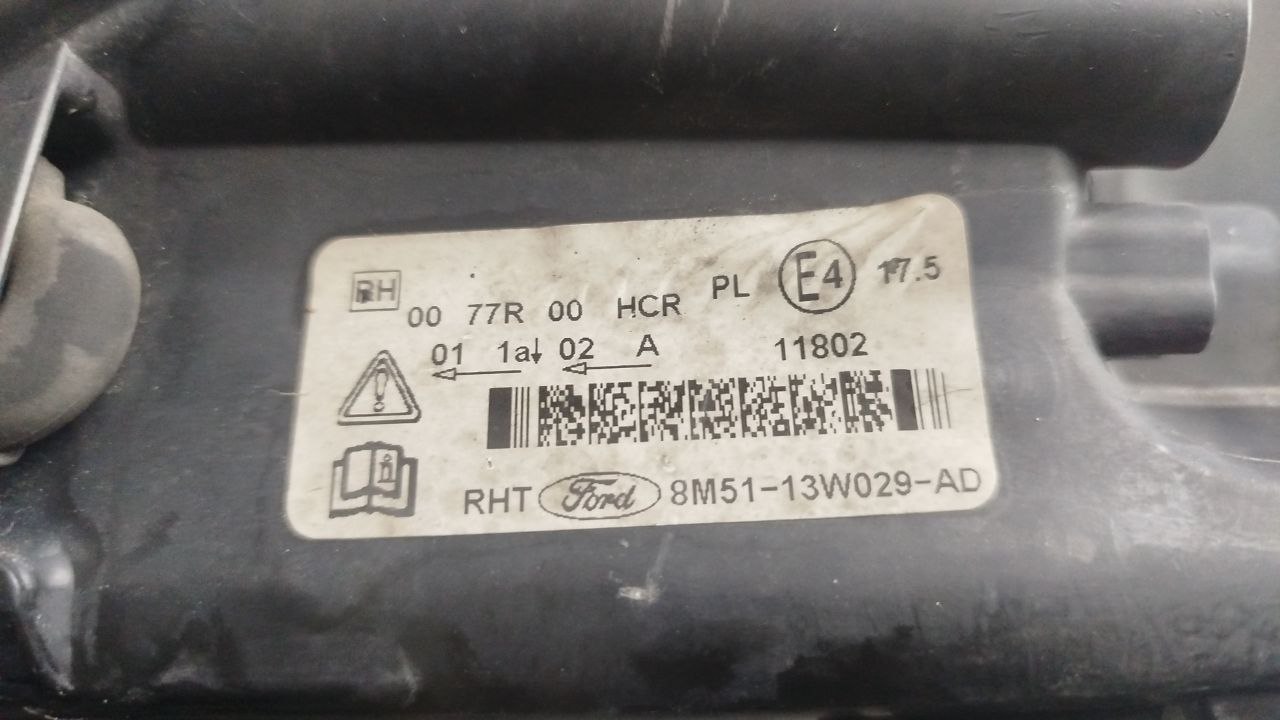 RH
00 77R 00 HCR PL E4 17.5
01 1a↓ 02 A 11802
RHT Ford 8M51-13W029-AD